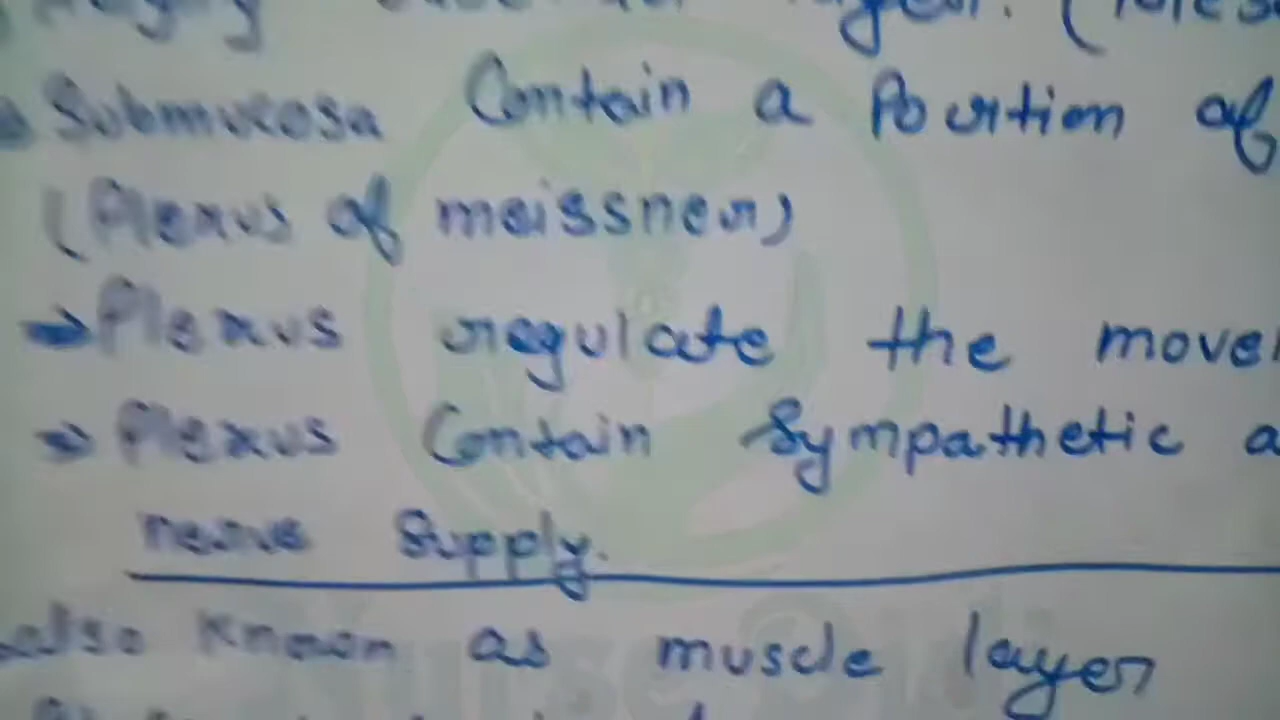 Submucosa Contain a Portion of
(Plexus of meissner)
→ Plexus regulate the move
→ Plexus Contain Sympathetic a
nerve Supply.
also known as muscle layer